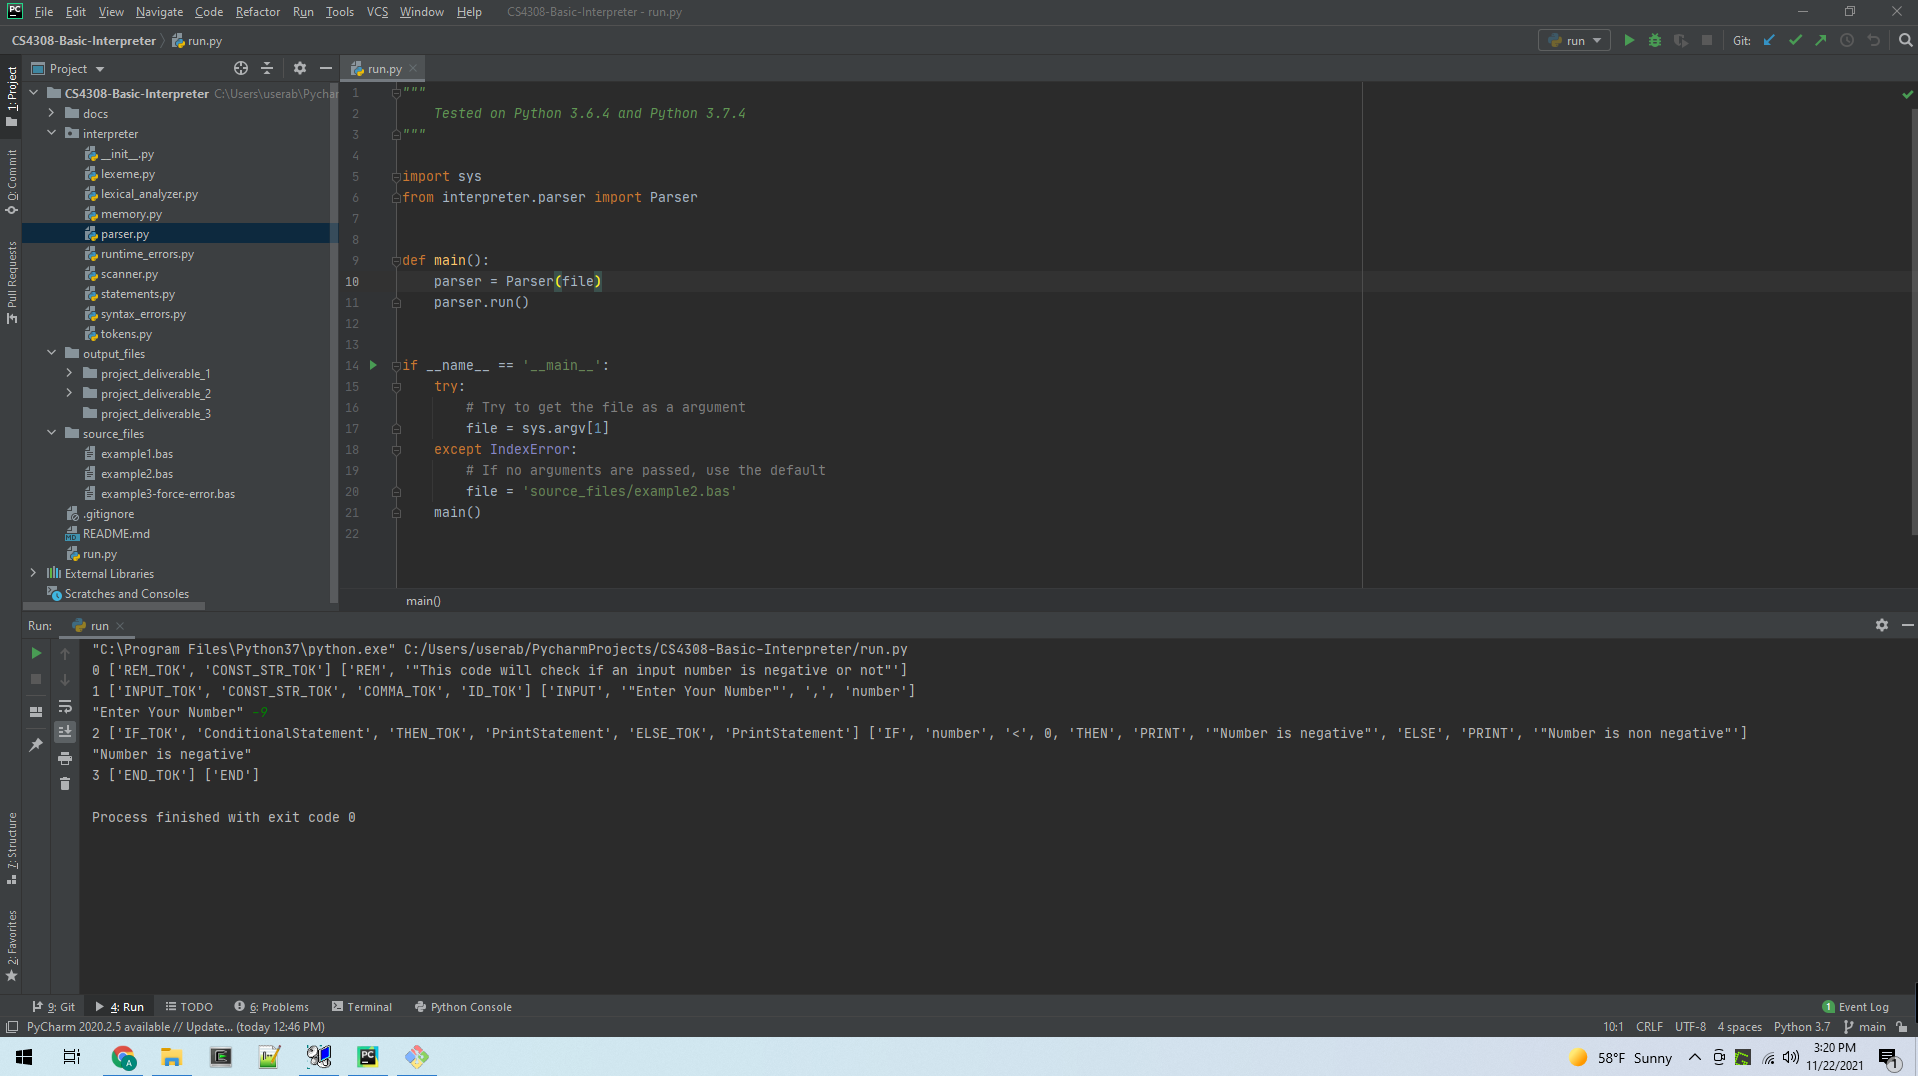 PC File Edit View Navigate Code Refactor Run Tools VCS Window Help CS4308-Basic-Interpreter - run.py
CS4308-Basic-Interpreter run.py run Git:
Project run.py
1: Project
0: Commit
Pull Requests
7: Structure
2: Favorites
CS4308-Basic-Interpreter C:\Users\userab\Pychar
docs
interpreter
__init__.py
lexeme.py
lexical_analyzer.py
memory.py
parser.py
runtime_errors.py
scanner.py
statements.py
syntax_errors.py
tokens.py
output_files
project_deliverable_1
project_deliverable_2
project_deliverable_3
source_files
example1.bas
example2.bas
example3-force-error.bas
.gitignore
README.md
run.py
External Libraries
Scratches and Consoles
1 """
2 Tested on Python 3.6.4 and Python 3.7.4
3 """
4
5 import sys
6 from interpreter.parser import Parser
7
8
9 def main():
10 parser = Parser(file)
11 parser.run()
12
13
14 if __name__ == '__main__':
15 try:
16 # Try to get the file as a argument
17 file = sys.argv[1]
18 except IndexError:
19 # If no arguments are passed, use the default
20 file = 'source_files/example2.bas'
21 main()
22
main()
Run: run
"C:\Program Files\Python37\python.exe" C:/Users/userab/PycharmProjects/CS4308-Basic-Interpreter/run.py
0 ['REM_TOK', 'CONST_STR_TOK'] ['REM', '"This code will check if an input number is negative or not"']
1 ['INPUT_TOK', 'CONST_STR_TOK', 'COMMA_TOK', 'ID_TOK'] ['INPUT', '"Enter Your Number"', ',', 'number']
"Enter Your Number" -9
2 ['IF_TOK', 'ConditionalStatement', 'THEN_TOK', 'PrintStatement', 'ELSE_TOK', 'PrintStatement'] ['IF', 'number', '<', 0, 'THEN', 'PRINT', '"Number is negative"', 'ELSE', 'PRINT', '"Number is non negative"']
"Number is negative"
3 ['END_TOK'] ['END']
Process finished with exit code 0
9: Git 4: Run TODO 6: Problems Terminal Python Console 1 Event Log
PyCharm 2020.2.5 available // Update... (today 12:46 PM) 10:1 CRLF UTF-8 4 spaces Python 3.7 main
A PC 58°F Sunny 3:20 PM
11/22/2021 1